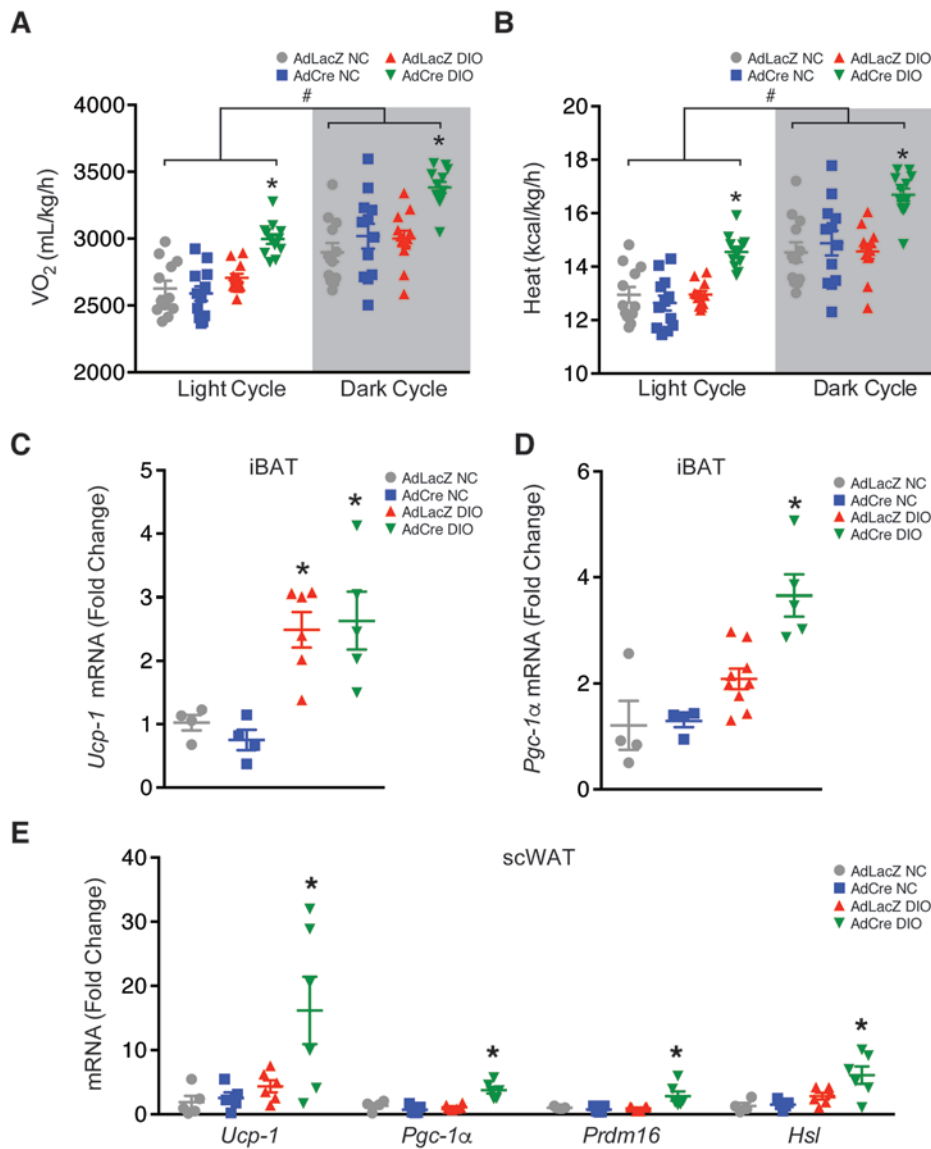 A
AdLacZ NC
AdLacZ DIO
AdCre NC
AdCre DIO
VO2 (mL/kg/h)
4000
3500
3000
2500
2000
#
*
*
Light Cycle
Dark Cycle
B
AdLacZ NC
AdLacZ DIO
AdCre NC
AdCre DIO
Heat (kcal/kg/h)
20
18
16
14
12
10
#
*
*
Light Cycle
Dark Cycle
C
iBAT
AdLacZ NC
AdCre NC
AdLacZ DIO
AdCre DIO
Ucp-1 mRNA (Fold Change)
5
4
3
2
1
0
*
*
D
iBAT
AdLacZ NC
AdCre NC
AdLacZ DIO
AdCre DIO
Pgc-1α mRNA (Fold Change)
6
4
2
0
*
E
scWAT
AdLacZ NC
AdCre NC
AdLacZ DIO
AdCre DIO
mRNA (Fold Change)
40
30
20
10
0
*
*
*
*
Ucp-1
Pgc-1α
Prdm16
Hsl